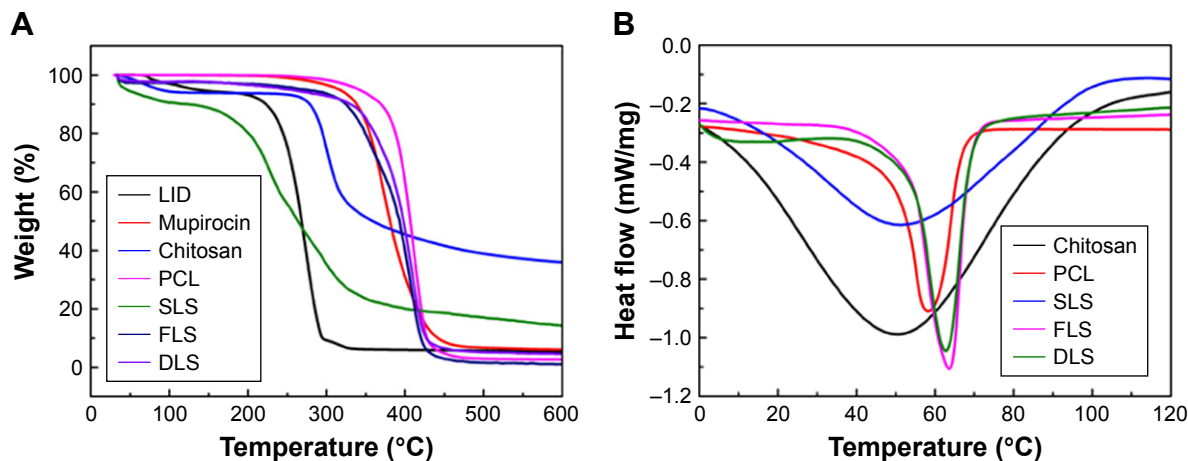 A
B
Weight (%)
100
80
60
40
20
0
LID
Mupirocin
Chitosan
PCL
SLS
FLS
DLS
0 100 200 300 400 500 600
Temperature (°C)
Heat flow (mW/mg)
0.0
–0.2
–0.4
–0.6
–0.8
–1.0
–1.2
Chitosan
PCL
SLS
FLS
DLS
0 20 40 60 80 100 120
Temperature (°C)